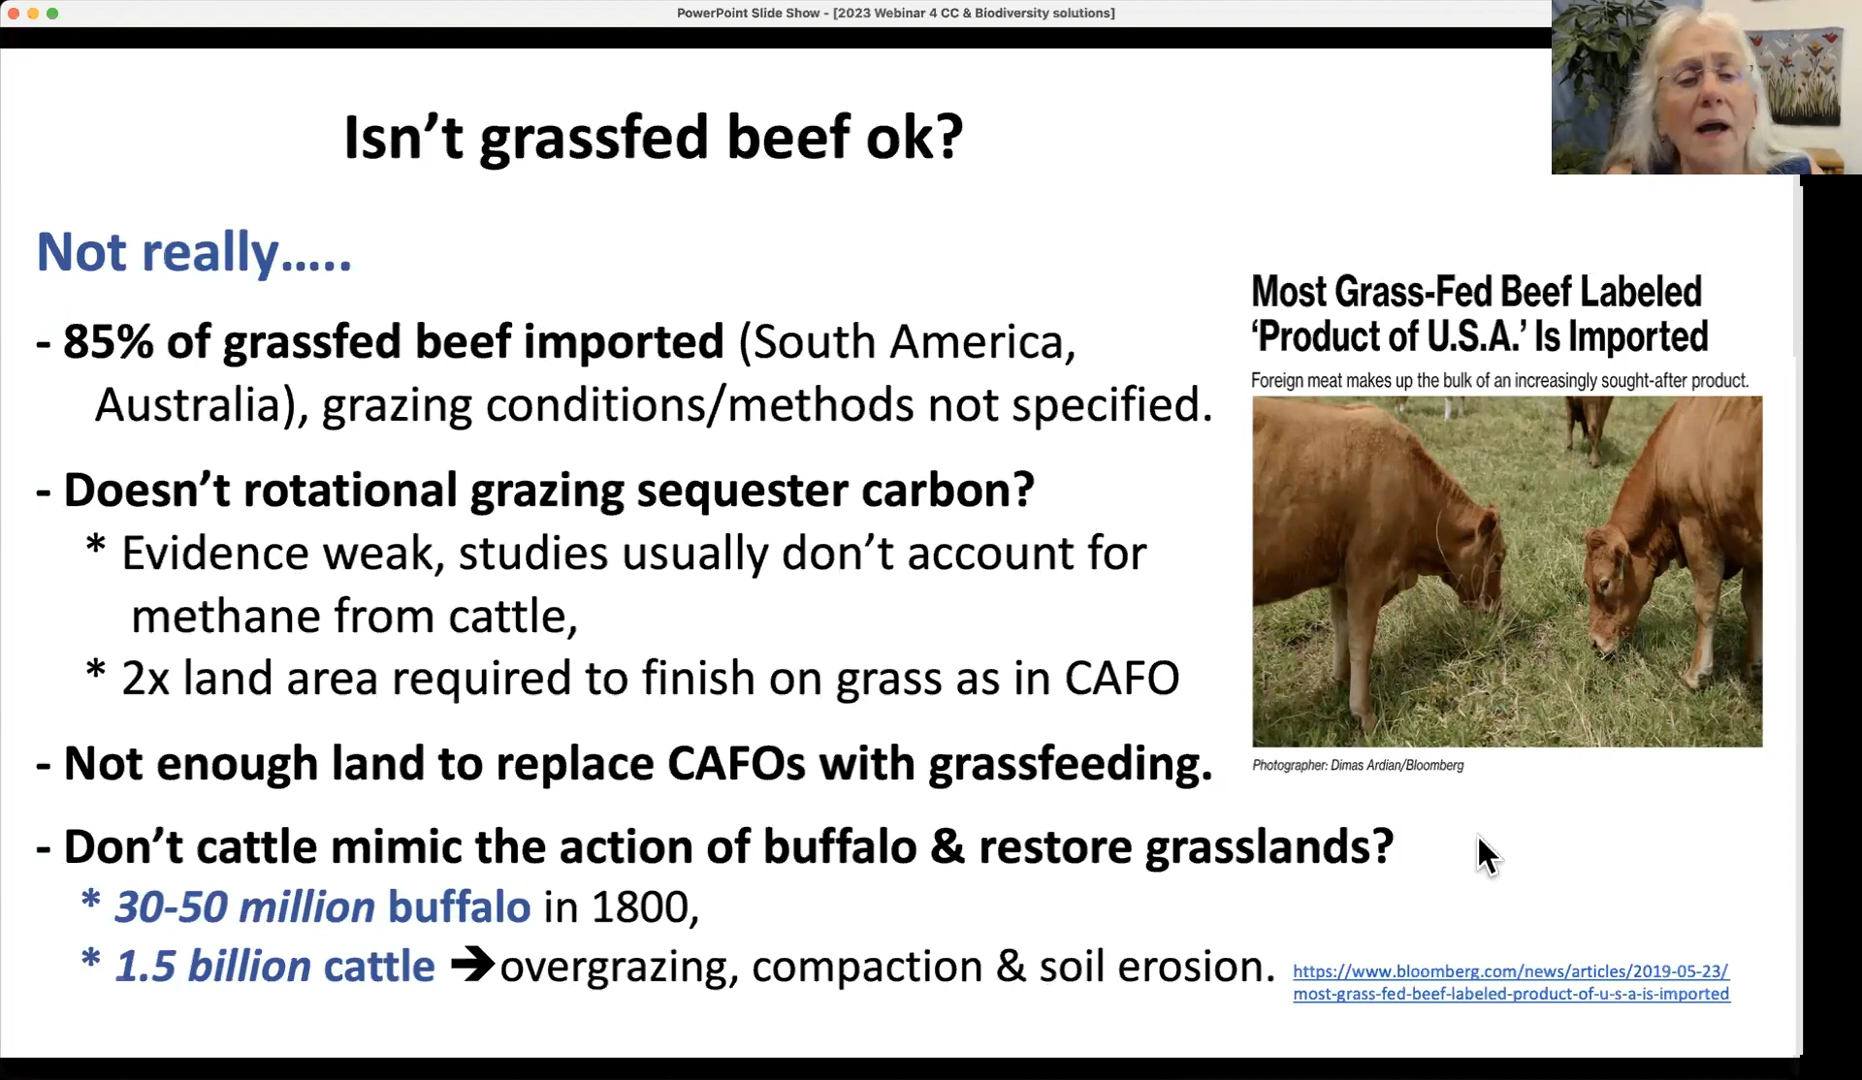 PowerPoint Slide Show - [2023 Webinar 4 CC & Biodiversity solutions]
Isn't grassfed beef ok?
Not really.....
- 85% of grassfed beef imported (South America,
Australia), grazing conditions/methods not specified.
- Doesn't rotational grazing sequester carbon?
* Evidence weak, studies usually don't account for
methane from cattle,
* 2x land area required to finish on grass as in CAFO
- Not enough land to replace CAFOs with grassfeeding.
- Don't cattle mimic the action of buffalo & restore grasslands?
* 30-50 million buffalo in 1800,
* 1.5 billion cattle ➔overgrazing, compaction & soil erosion.
Most Grass-Fed Beef Labeled
‘Product of U.S.A.’ Is Imported
Foreign meat makes up the bulk of an increasingly sought-after product.
Photographer: Dimas Ardian/Bloomberg
https://www.bloomberg.com/news/articles/2019-05-23/
most-grass-fed-beef-labeled-product-of-u-s-a-is-imported